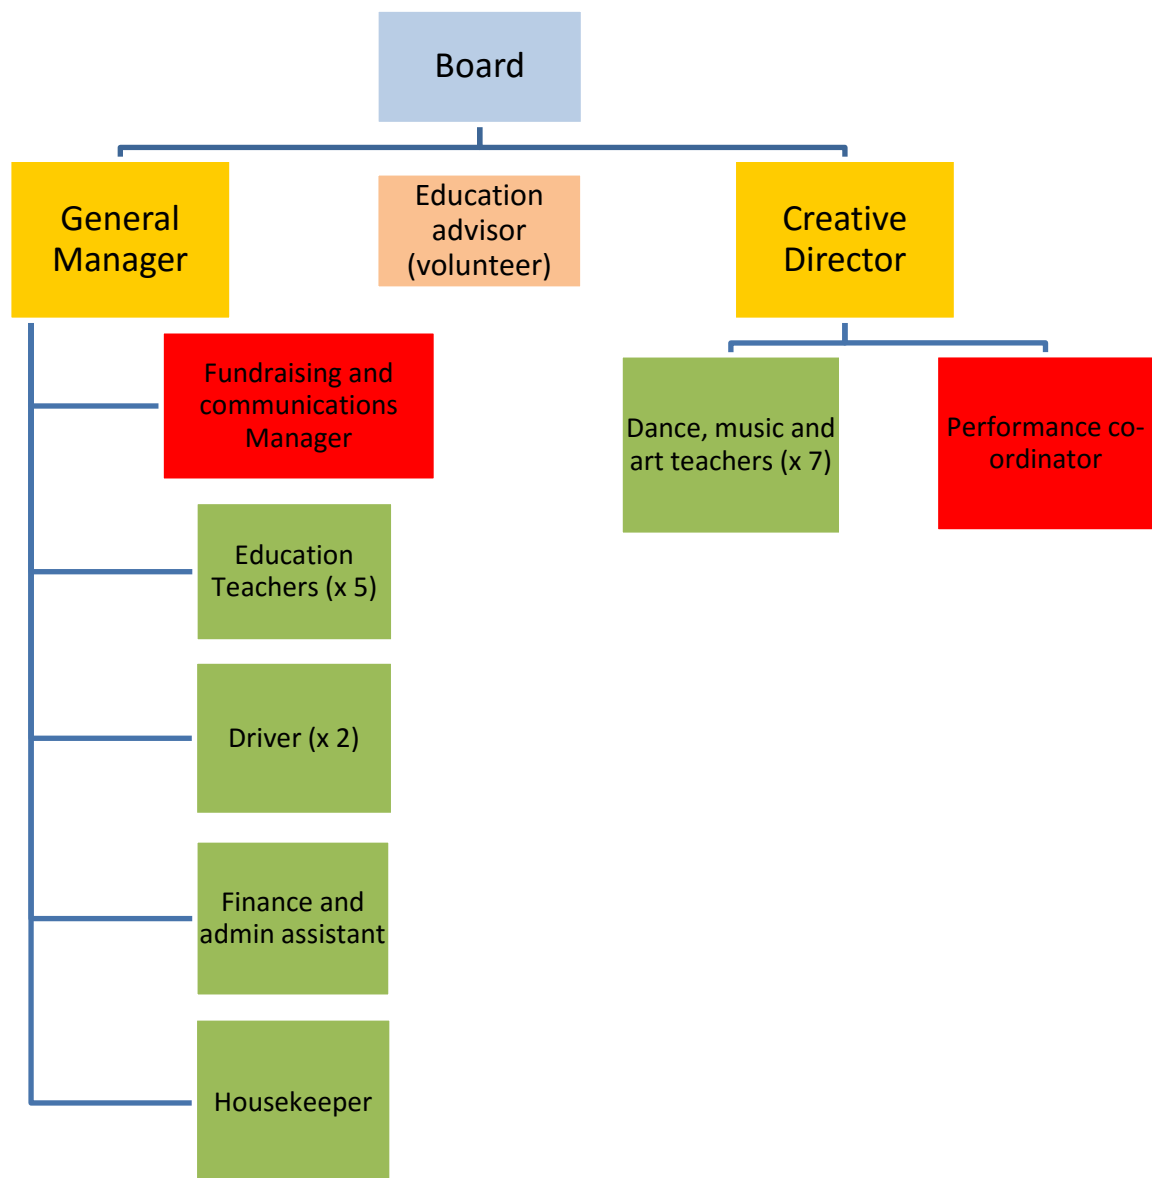 Board
General
Manager
Education
advisor
(volunteer)
Creative
Director
Fundraising and
communications
Manager
Dance, music and
art teachers (x 7)
Performance co-
ordinator
Education
Teachers (x 5)
Driver (x 2)
Finance and
admin assistant
Housekeeper